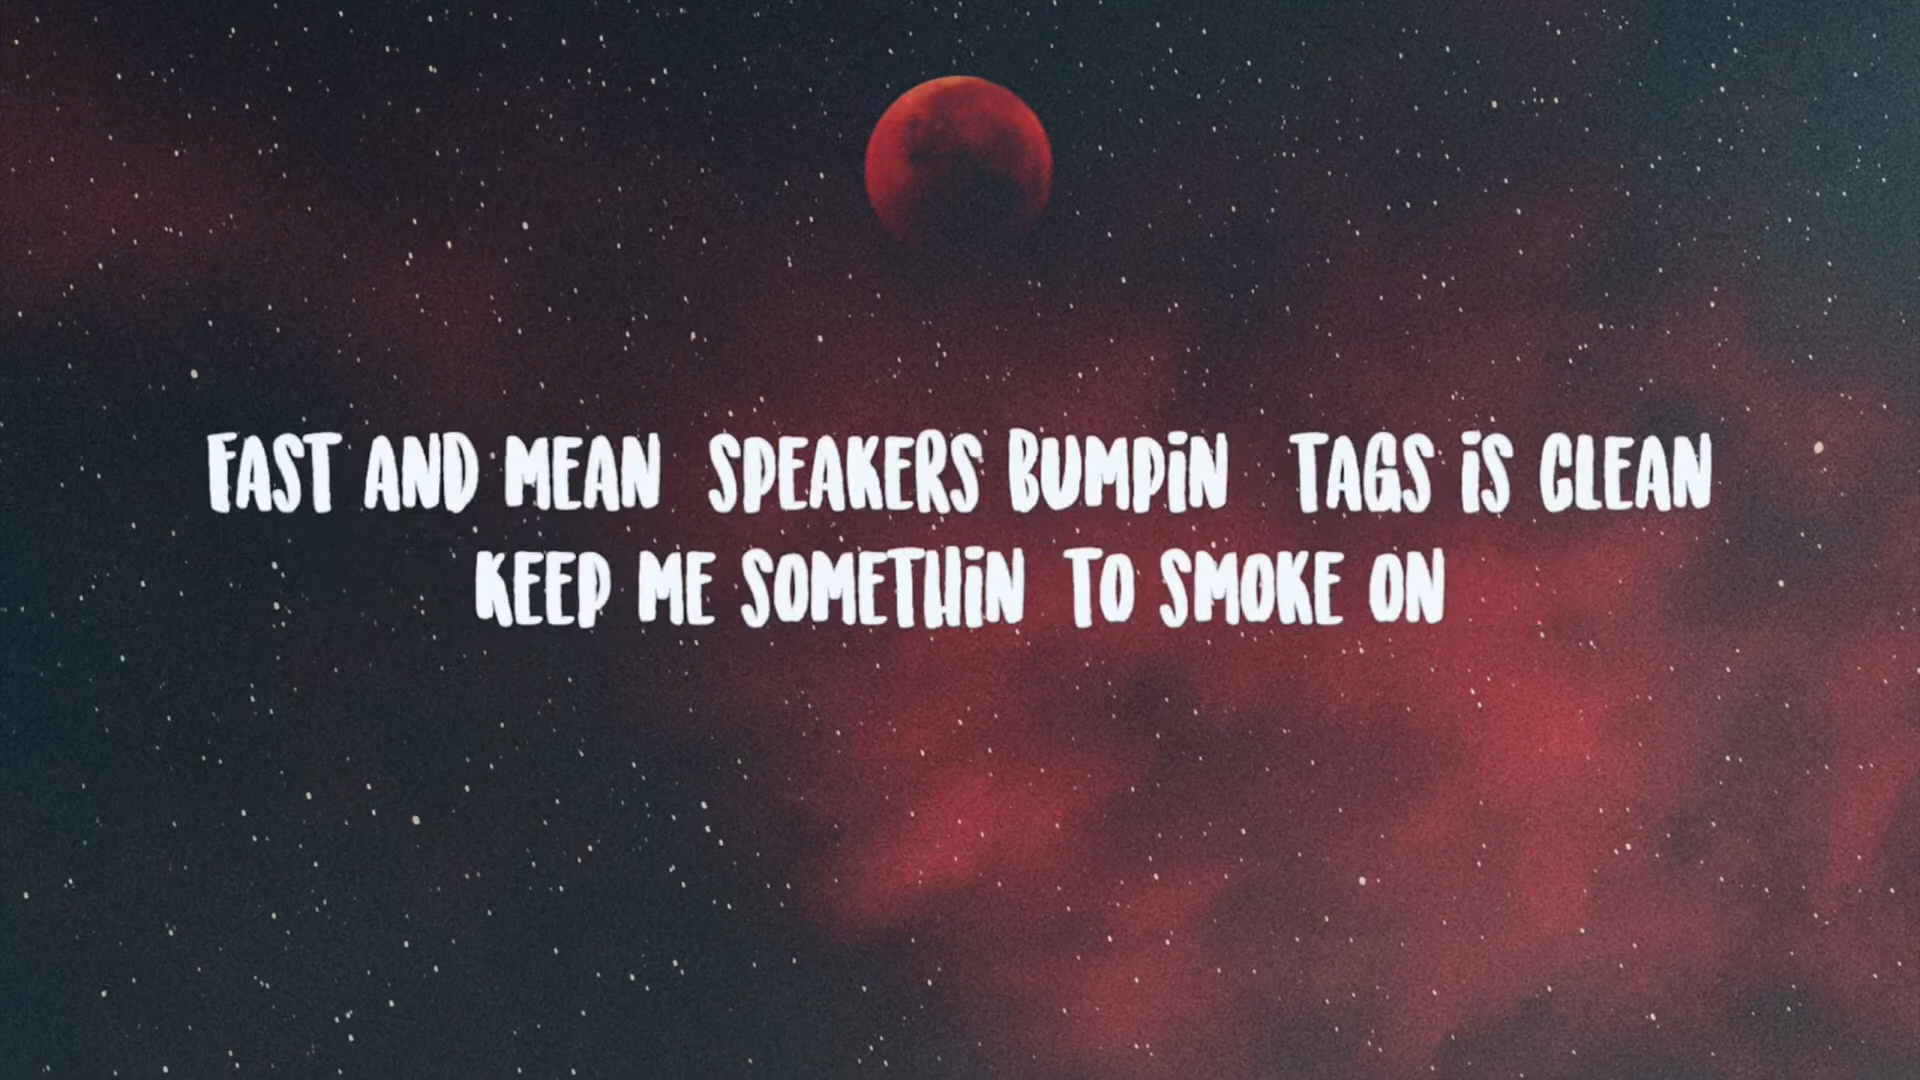 FAST AND MEAN SPEAKERS BUMPiN TAGS iS CLEAN
KEEP ME SOMETHiN TO SMOKE ON